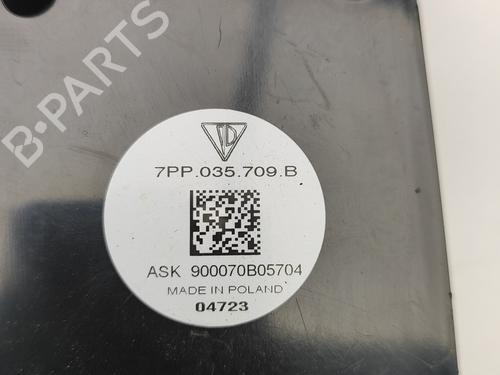 B-PARTS
7PP.035.709.B
ASK 900070B05704
MADE IN POLAND
04723